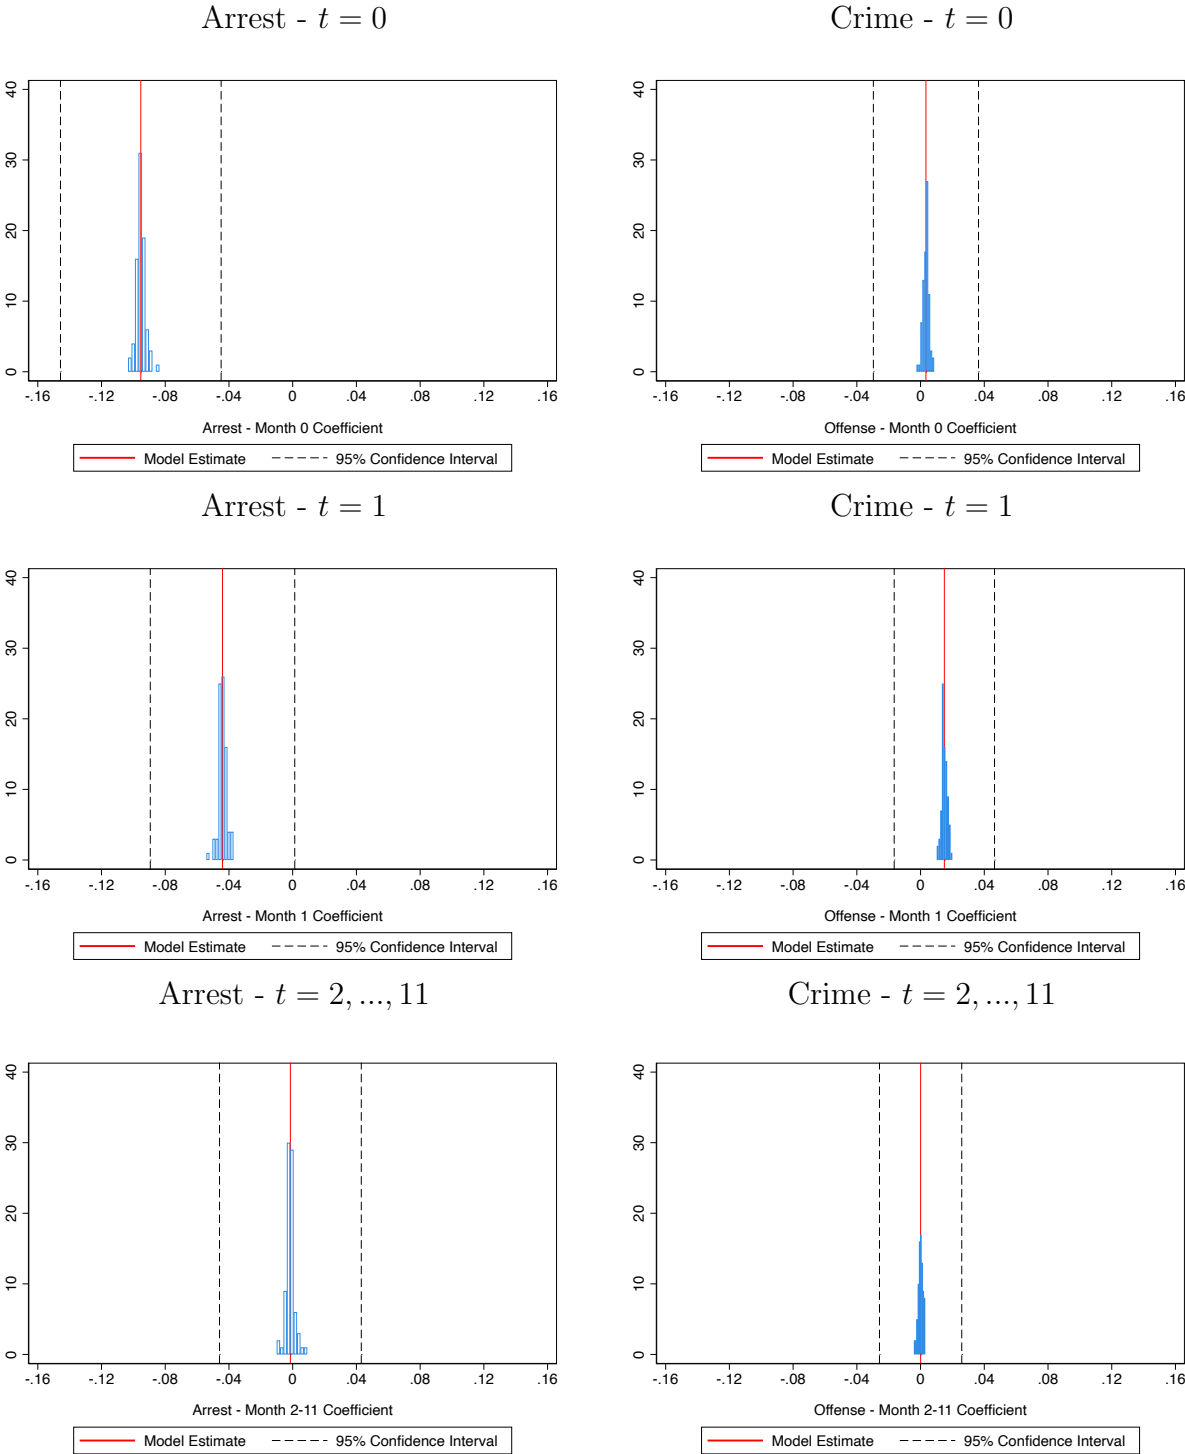 Arrest - t = 0
Crime - t = 0
40
30
20
10
0
-.16 -.12 -.08 -.04 0 .04 .08 .12 .16
Arrest - Month 0 Coefficient
Model Estimate 95% Confidence Interval
40
30
20
10
0
-.16 -.12 -.08 -.04 0 .04 .08 .12 .16
Offense - Month 0 Coefficient
Model Estimate 95% Confidence Interval
Arrest - t = 1
Crime - t = 1
40
30
20
10
0
-.16 -.12 -.08 -.04 0 .04 .08 .12 .16
Arrest - Month 1 Coefficient
Model Estimate 95% Confidence Interval
40
30
20
10
0
-.16 -.12 -.08 -.04 0 .04 .08 .12 .16
Offense - Month 1 Coefficient
Model Estimate 95% Confidence Interval
Arrest - t = 2, ..., 11
Crime - t = 2, ..., 11
40
30
20
10
0
-.16 -.12 -.08 -.04 0 .04 .08 .12 .16
Arrest - Month 2-11 Coefficient
Model Estimate 95% Confidence Interval
40
30
20
10
0
-.16 -.12 -.08 -.04 0 .04 .08 .12 .16
Offense - Month 2-11 Coefficient
Model Estimate 95% Confidence Interval